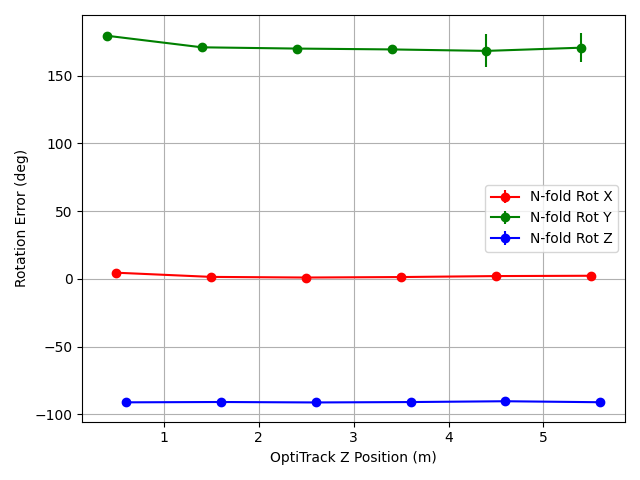 150
100
50
0
−50
−100
Rotation Error (deg)
N-fold Rot X
N-fold Rot Y
N-fold Rot Z
1
2
3
4
5
OptiTrack Z Position (m)